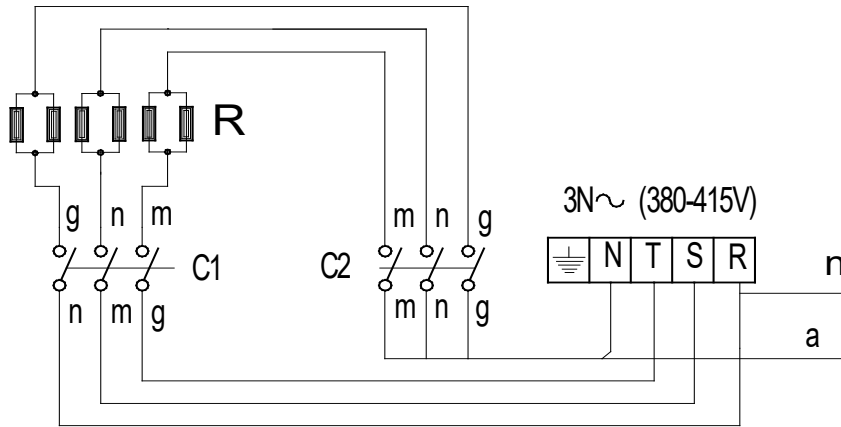 R
3N~ (380-415V)
g n m
m n g
C1
C2
N T S R
n m g
m n g
n
a